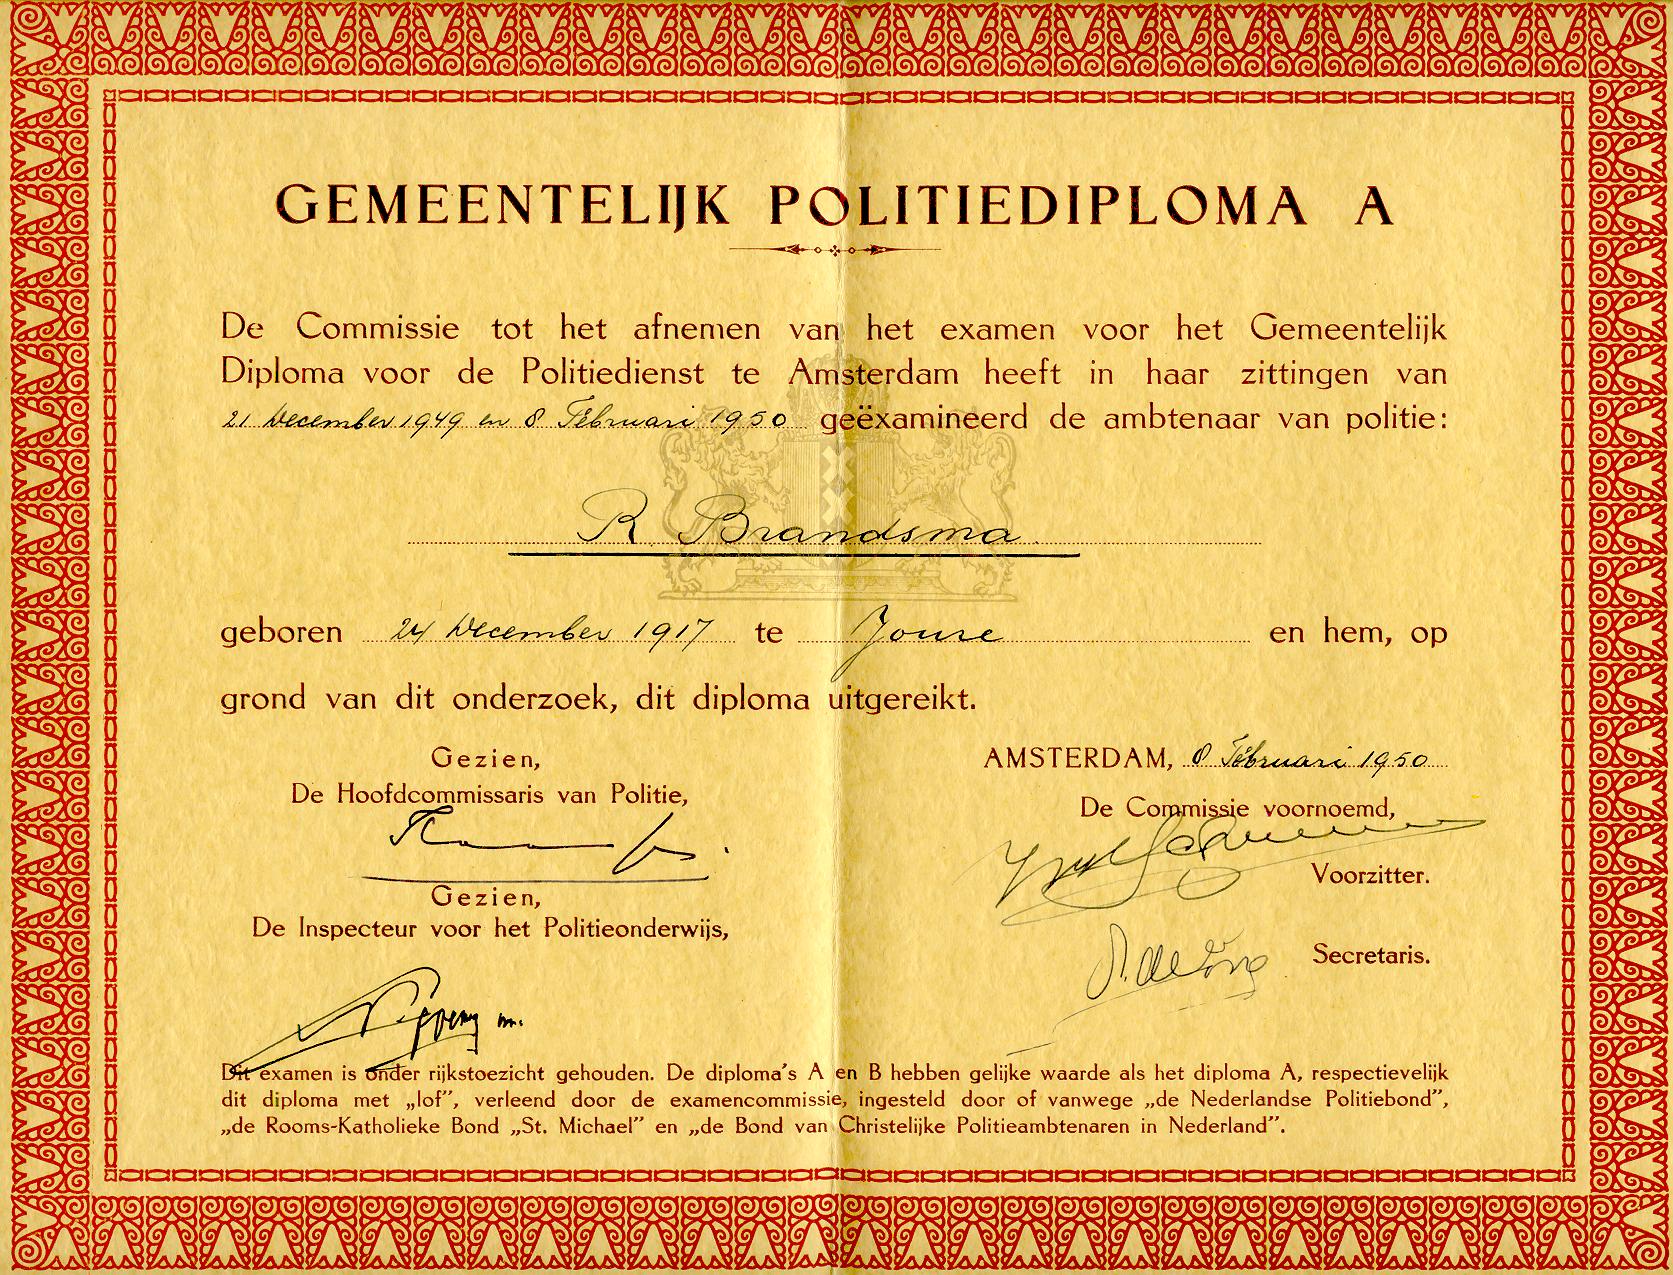 GEMEENTELIJK POLITIEDIPLOMA A
De Commissie tot het afnemen van het examen voor het Gemeentelijk
Diploma voor de Politiedienst te Amsterdam heeft in haar zittingen van
21 December 1949 en 8 Februari 1950 geëxamineerd de ambtenaar van politie:
R. Brandsma.
geboren 24 December 1917 te Joure en hem, op
grond van dit onderzoek, dit diploma uitgereikt.
Gezien,
De Hoofdcommissaris van Politie,
Gezien,
De Inspecteur voor het Politieonderwijs,
AMSTERDAM, 8 Februari 1950
De Commissie voornoemd,
Voorzitter.
Secretaris.
Dit examen is onder rijkstoezicht gehouden. De diploma's A en B hebben gelijke waarde als het diploma A, respectievelijk
dit diploma met „lof”, verleend door de examencommissie, ingesteld door of vanwege „de Nederlandse Politiebond”,
„de Rooms-Katholieke Bond „St. Michael” en „de Bond van Christelijke Politieambtenaren in Nederland”.